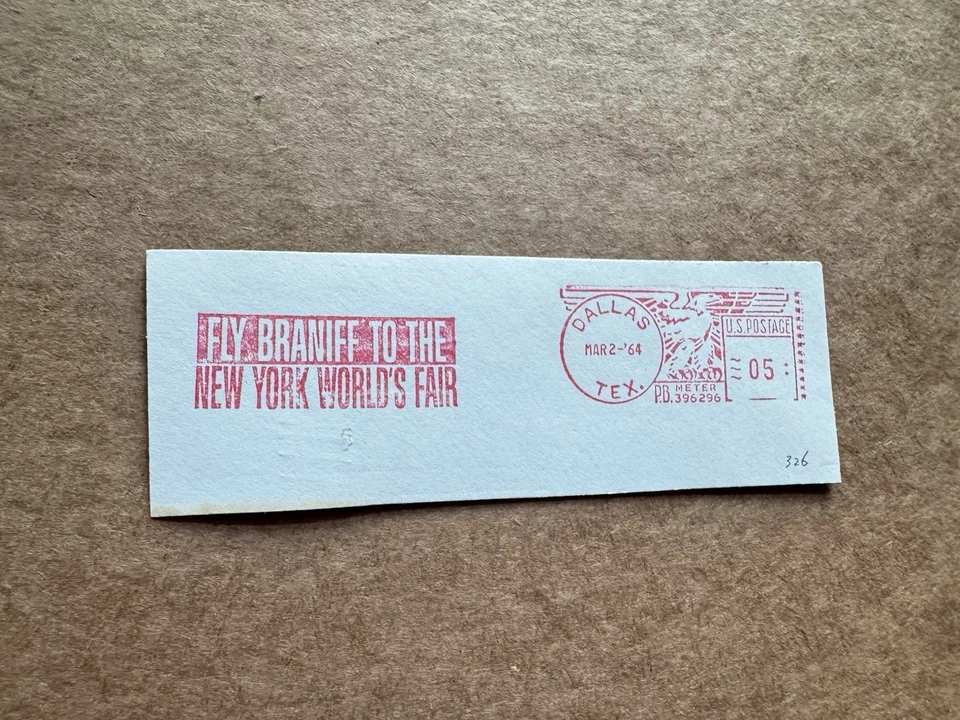 FLY BRANIFF TO THE
NEW YORK WORLD'S FAIR
DALLAS
MAR 2-'64
TEX.
U.S. POSTAGE
05
METER
P.B. 396296
326